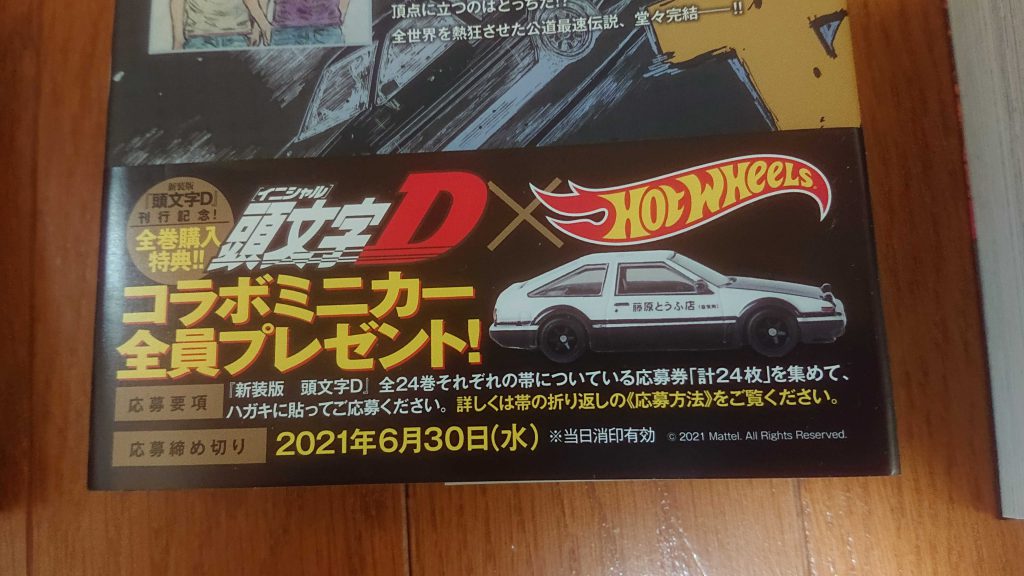 頂点に立つのはどっちだ!?
全世界を熱狂させた公道最速伝説、堂々完結──!!
新装版
『頭文字D』
刊行記念!
全巻購入
特典!!
[イニシャル]
頭文字D × HOT WHEELS
コラボミニカー
全員プレゼント!
藤原とうふ店(自家用)
応募要項
『新装版 頭文字D』全24巻それぞれの帯についている応募券「計24枚」を集めて、
ハガキに貼ってご応募ください。詳しくは帯の折り返しの《応募方法》をご覧ください。
応募締め切り
2021年6月30日(水) ※当日消印有効 © 2021 Mattel. All Rights Reserved.